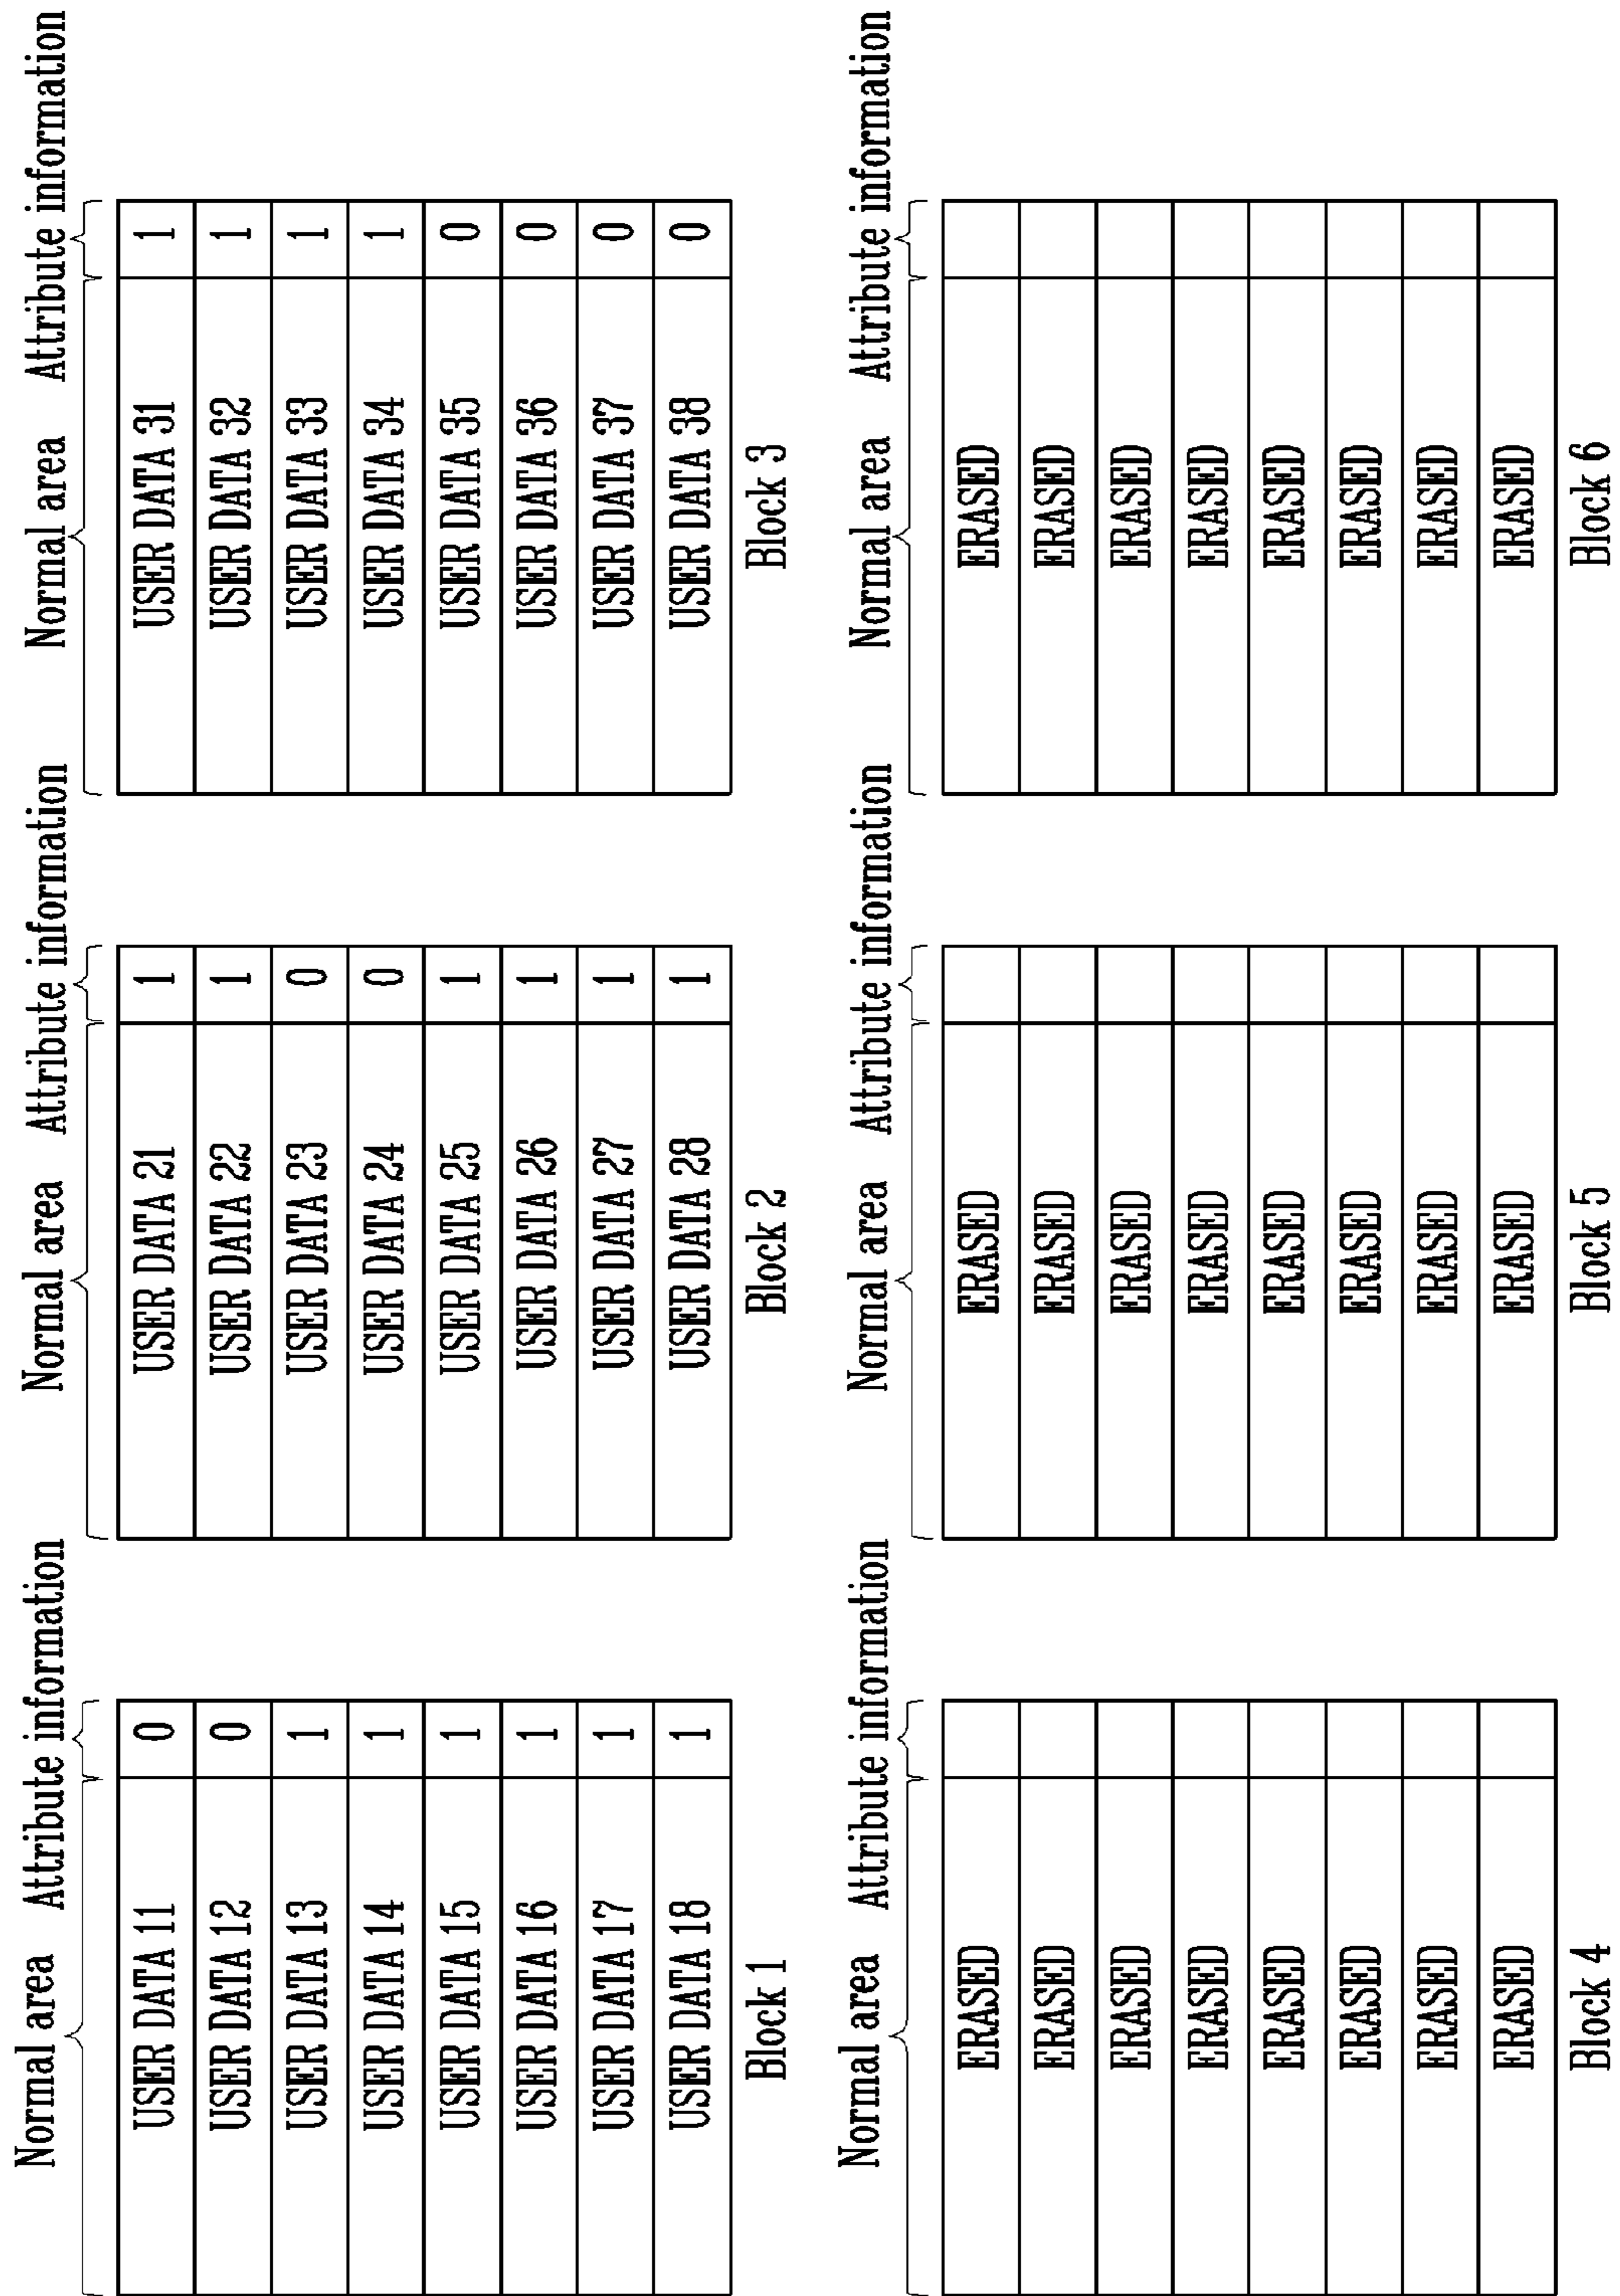 Normal area Attribute information
USER DATA 11 0
USER DATA 12 0
USER DATA 13 1
USER DATA 14 1
USER DATA 15 1
USER DATA 16 1
USER DATA 17 1
USER DATA 18 1
Block 1
Normal area Attribute information
USER DATA 21 1
USER DATA 22 1
USER DATA 23 0
USER DATA 24 0
USER DATA 25 1
USER DATA 26 1
USER DATA 27 1
USER DATA 28 1
Block 2
Normal area Attribute information
USER DATA 31 1
USER DATA 32 1
USER DATA 33 1
USER DATA 34 1
USER DATA 35 0
USER DATA 36 0
USER DATA 37 0
USER DATA 38 0
Block 3
Normal area Attribute information
ERASED
ERASED
ERASED
ERASED
ERASED
ERASED
ERASED
ERASED
Block 4
Normal area Attribute information
ERASED
ERASED
ERASED
ERASED
ERASED
ERASED
ERASED
ERASED
Block 5
Normal area Attribute information
ERASED
ERASED
ERASED
ERASED
ERASED
ERASED
ERASED
ERASED
Block 6